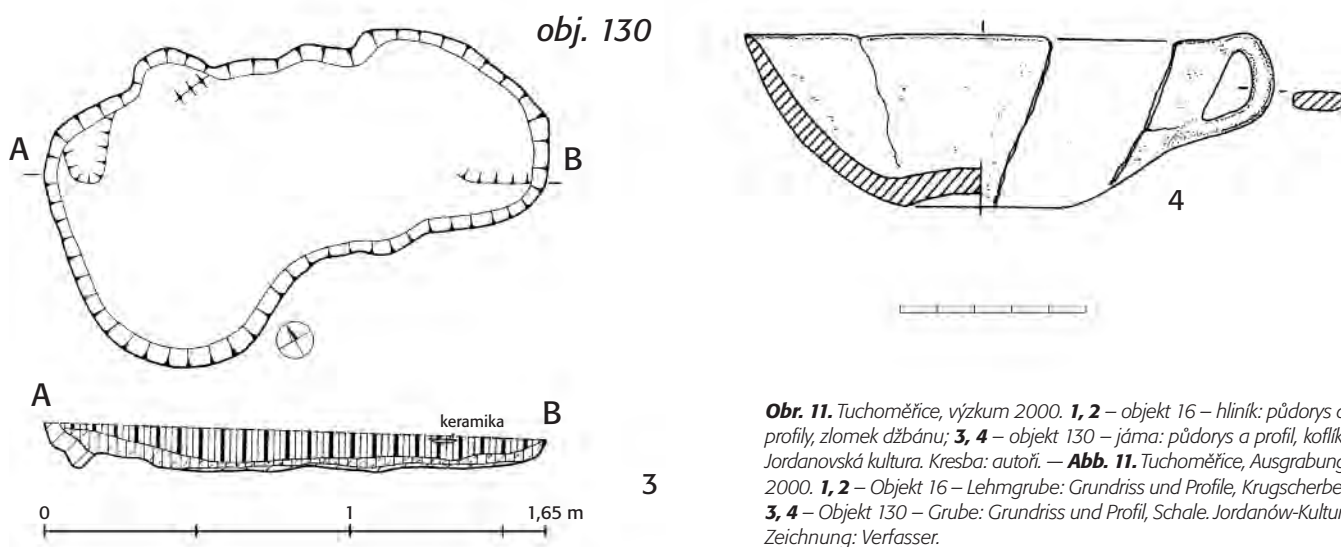 obj. 130
A
B
A
keramika
B
3
0
1
1,65 m
4
Obr. 11. Tuchoměřice, výzkum 2000. 1, 2 – objekt 16 – hliník: půdorys a
profily, zlomek džbánu; 3, 4 – objekt 130 – jáma: půdorys a profil, koflík
Jordanovská kultura. Kresba: autoři. — Abb. 11. Tuchoměřice, Ausgrabung
2000. 1, 2 – Objekt 16 – Lehmgrube: Grundriss und Profile, Krugscherbe
3, 4 – Objekt 130 – Grube: Grundriss und Profil, Schale. Jordanów-Kultur
Zeichnung: Verfasser.